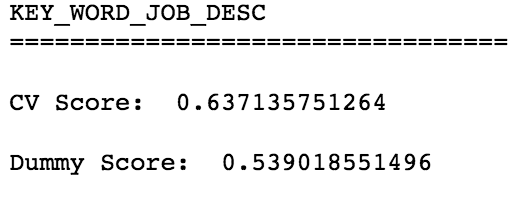 KEY_WORD_JOB_DESC
=================================
CV Score:  0.637135751264
Dummy Score:  0.539018551496